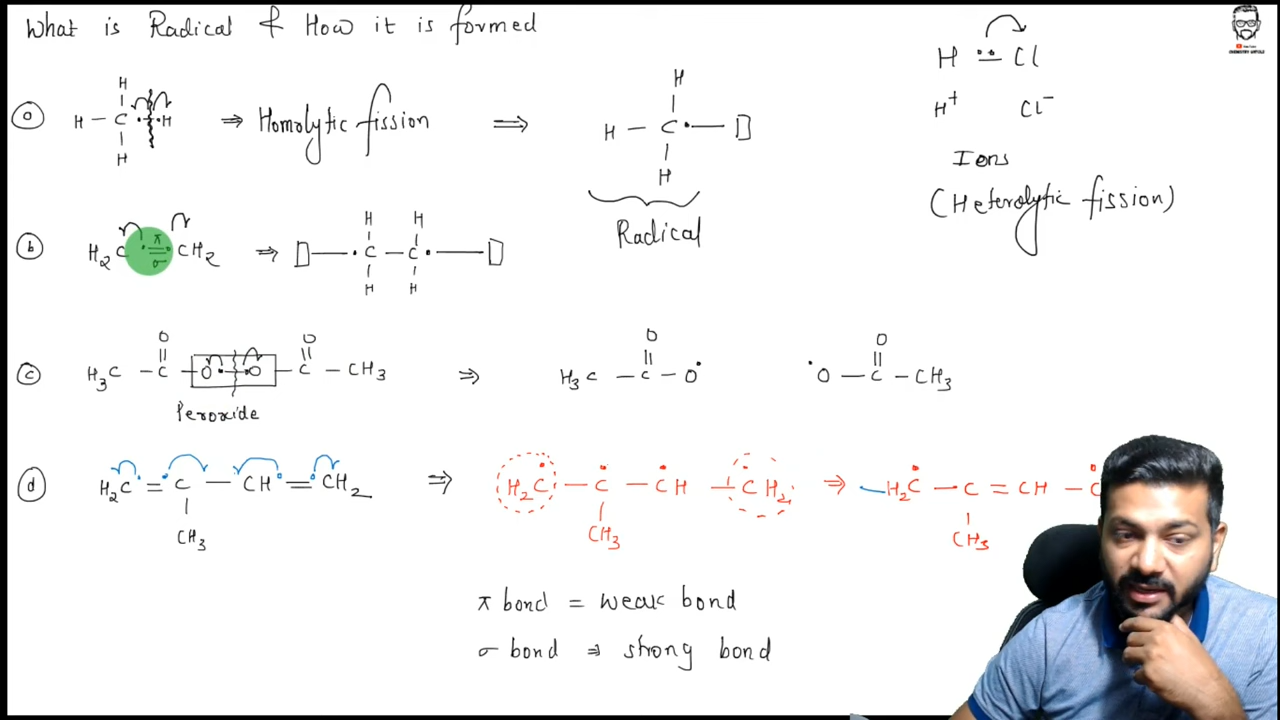 What is Radical & How it is formed
H Cl
H⁺ Cl⁻
Ions
(Heterolytic fission)
a
H
H — C · · H
H
⇒ Homolytic fission ⇒
H
H — C · —
H
Radical
b
H₂C · = · CH₂
π
σ
⇒
H H
· C — C ·
H H
c
O O
H₃C — C — O · · O — C — CH₃
Peroxide
⇒
O O
H₃C — C — O· ·O — C — CH₃
d
H₂C = C — CH = CH₂
CH₃
⇒
H₂C — C — CH — CH₂
CH₃
⇒
H₂C — C = CH — C
CH₃
π bond = weak bond
σ bond ⇒ strong bond